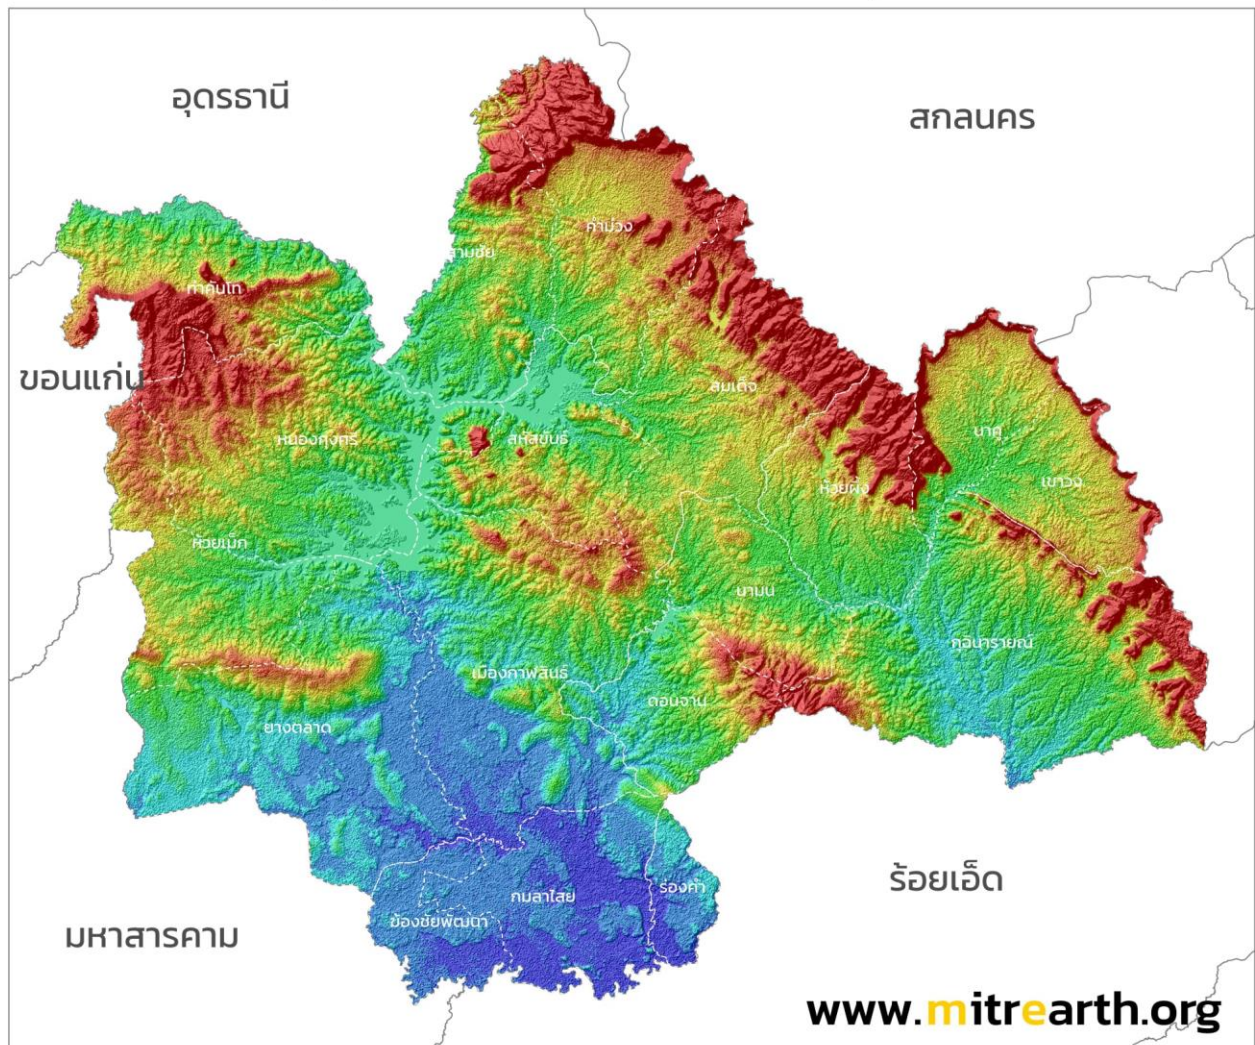 อุดรธานี
สกลนคร
คำม่วง
สามชัย
ท่าคันโท
ขอนแก่น
สมเด็จ
หนองกุงศรี
สหัสขันธ์
นาคู
เขาวง
ห้วยผึ้ง
ห้วยเม็ก
นามน
กุฉินารายณ์
เมืองกาฬสินธุ์
ดอนจาน
ยางตลาด
ร้อยเอ็ด
กมลาไสย
ร่องคำ
ฆ้องชัยพัฒนา
มหาสารคาม
www.mitrearth.org